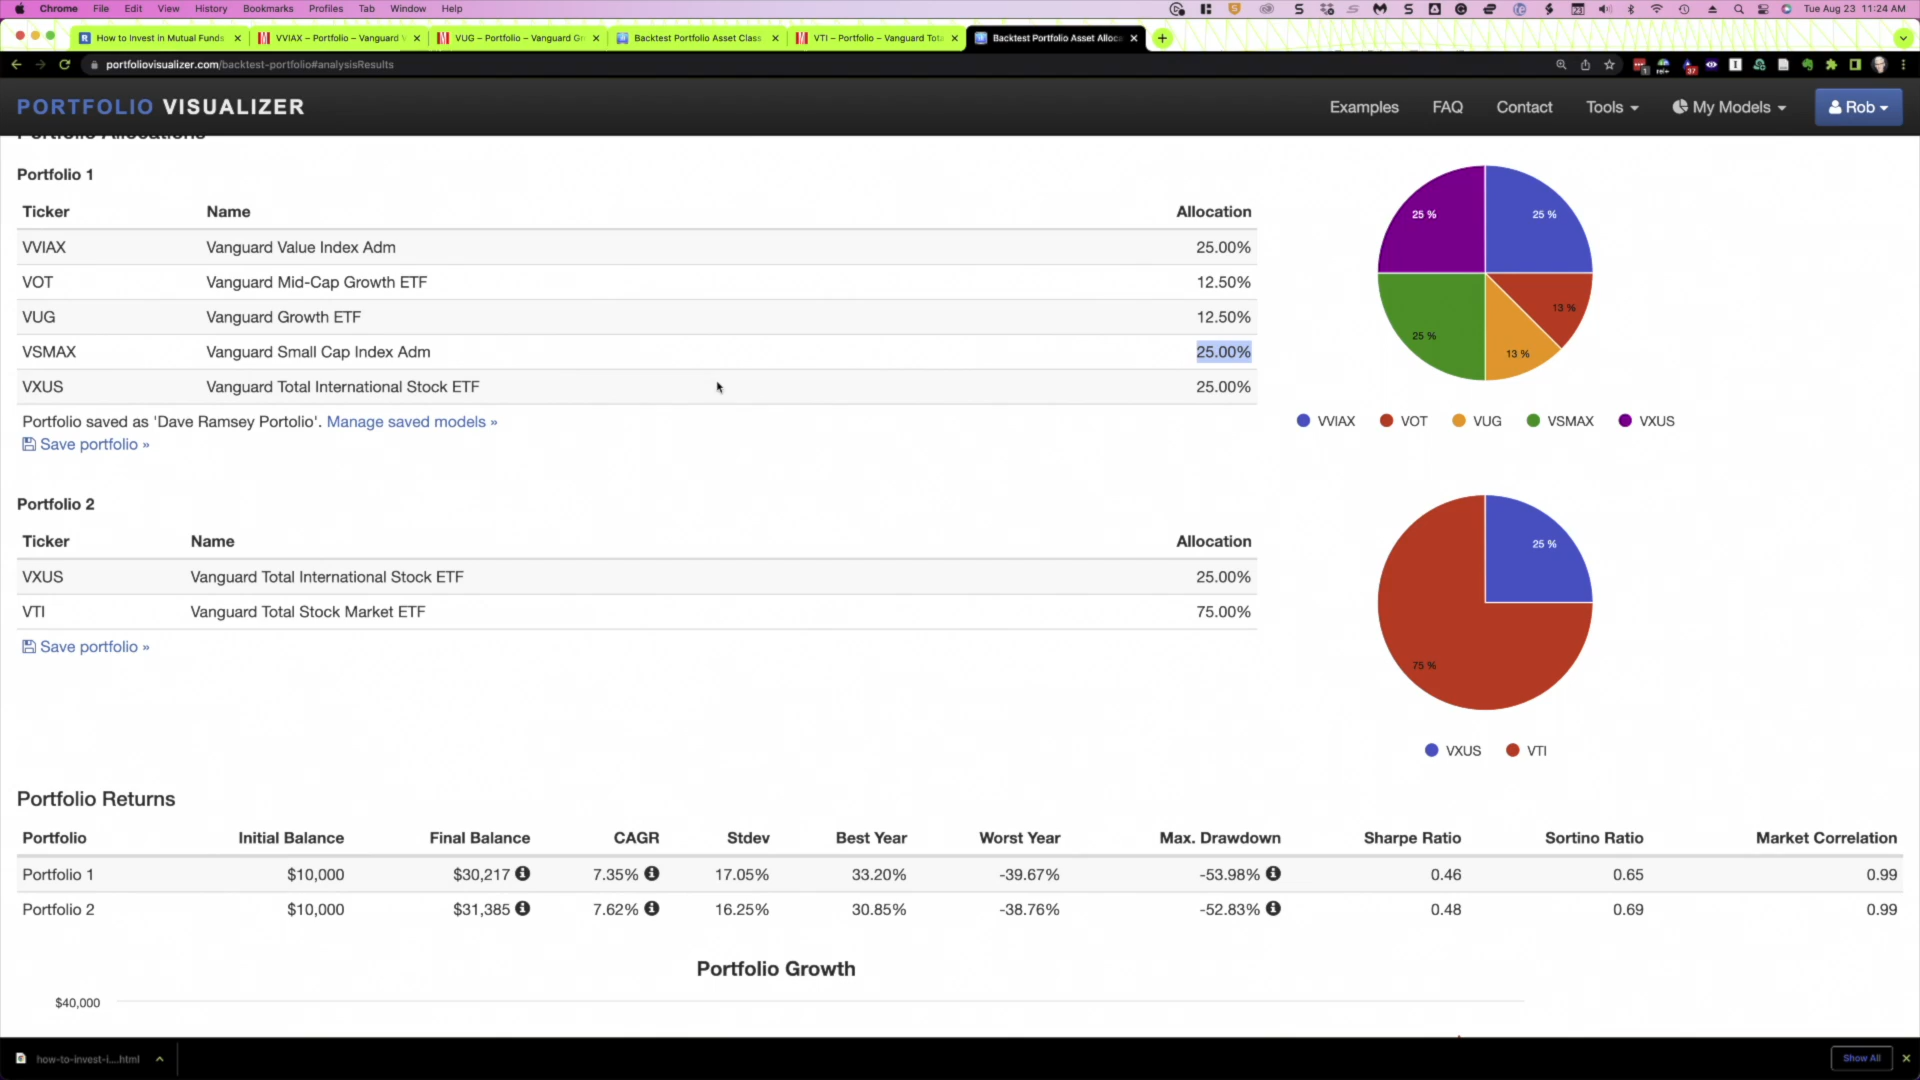 Chrome File Edit View History Bookmarks Profiles Tab Window Help Tue Aug 23 11:24 AM
How to Invest in Mutual Funds VVIAX – Portfolio – Vanguard VUG – Portfolio – Vanguard Gr Backtest Portfolio Asset Class VTI – Portfolio – Vanguard Tota Backtest Portfolio Asset Alloca
portfoliovisualizer.com/backtest-portfolio#analysisResults
PORTFOLIO VISUALIZER Examples FAQ Contact Tools My Models Rob
Portfolio Allocations
Portfolio 1
Ticker Name Allocation
VVIAX Vanguard Value Index Adm 25.00%
VOT Vanguard Mid-Cap Growth ETF 12.50%
VUG Vanguard Growth ETF 12.50%
VSMAX Vanguard Small Cap Index Adm 25.00%
VXUS Vanguard Total International Stock ETF 25.00%
Portfolio saved as 'Dave Ramsey Portolio'. Manage saved models »
Save portfolio »
25 % 25 %
13 %
25 %
13 %
VVIAX VOT VUG VSMAX VXUS
Portfolio 2
Ticker Name Allocation
VXUS Vanguard Total International Stock ETF 25.00%
VTI Vanguard Total Stock Market ETF 75.00%
Save portfolio »
25 %
75 %
VXUS VTI
Portfolio Returns
Portfolio Initial Balance Final Balance CAGR Stdev Best Year Worst Year Max. Drawdown Sharpe Ratio Sortino Ratio Market Correlation
Portfolio 1 $10,000 $30,217 7.35% 17.05% 33.20% -39.67% -53.98% 0.46 0.65 0.99
Portfolio 2 $10,000 $31,385 7.62% 16.25% 30.85% -38.76% -52.83% 0.48 0.69 0.99
Portfolio Growth
$40,000
how-to-invest-i....html Show All